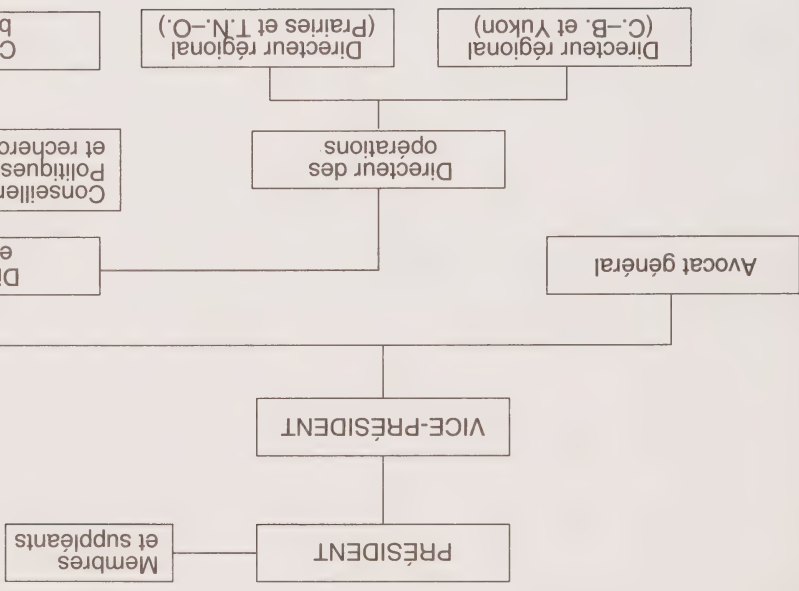 PRÉSIDENT
Membres
et suppléants
VICE-PRÉSIDENT
Avocat général
Di
e
Directeur des
opérations
Conseiller
Politiques
et recherc
Directeur régional
(C.–B. et Yukon)
Directeur régional
(Prairies et T.N.–O.)
C
b